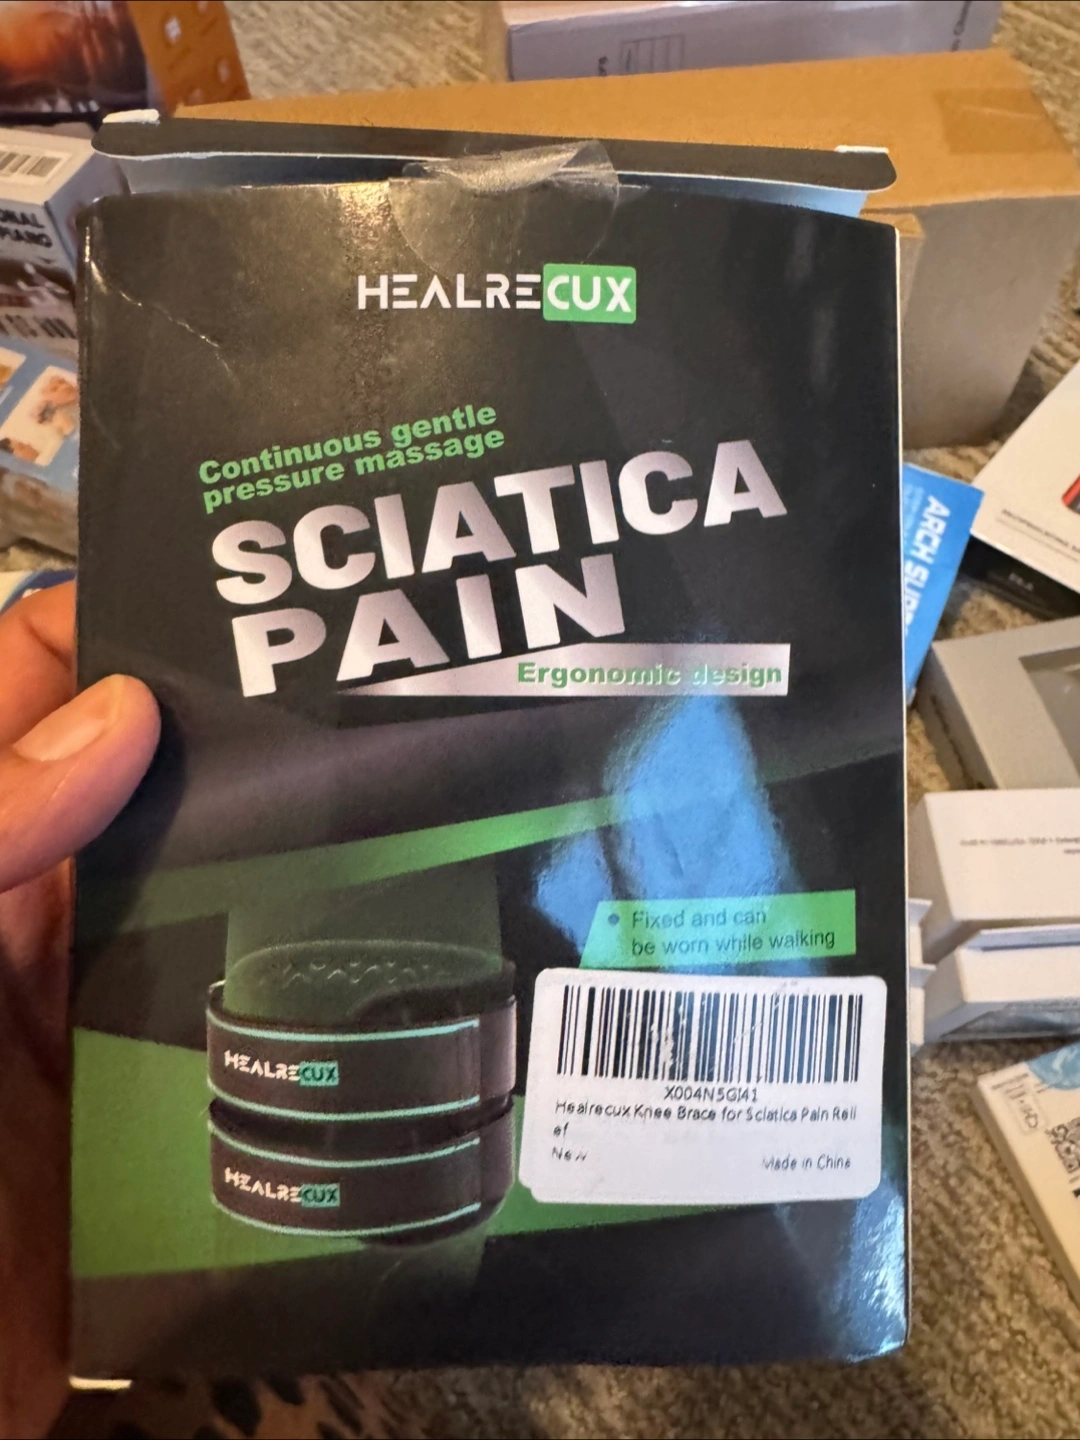 HEALRECUX
Continuous gentle
pressure massage
SCIATICA
PAIN
Ergonomic design
• Fixed and can
be worn while walking
HEALRECUX
HEALRECUX
X004N5GI41
Healrecux Knee Brace for Sciatica Pain Reli
ef
New
Made in China
ARCH